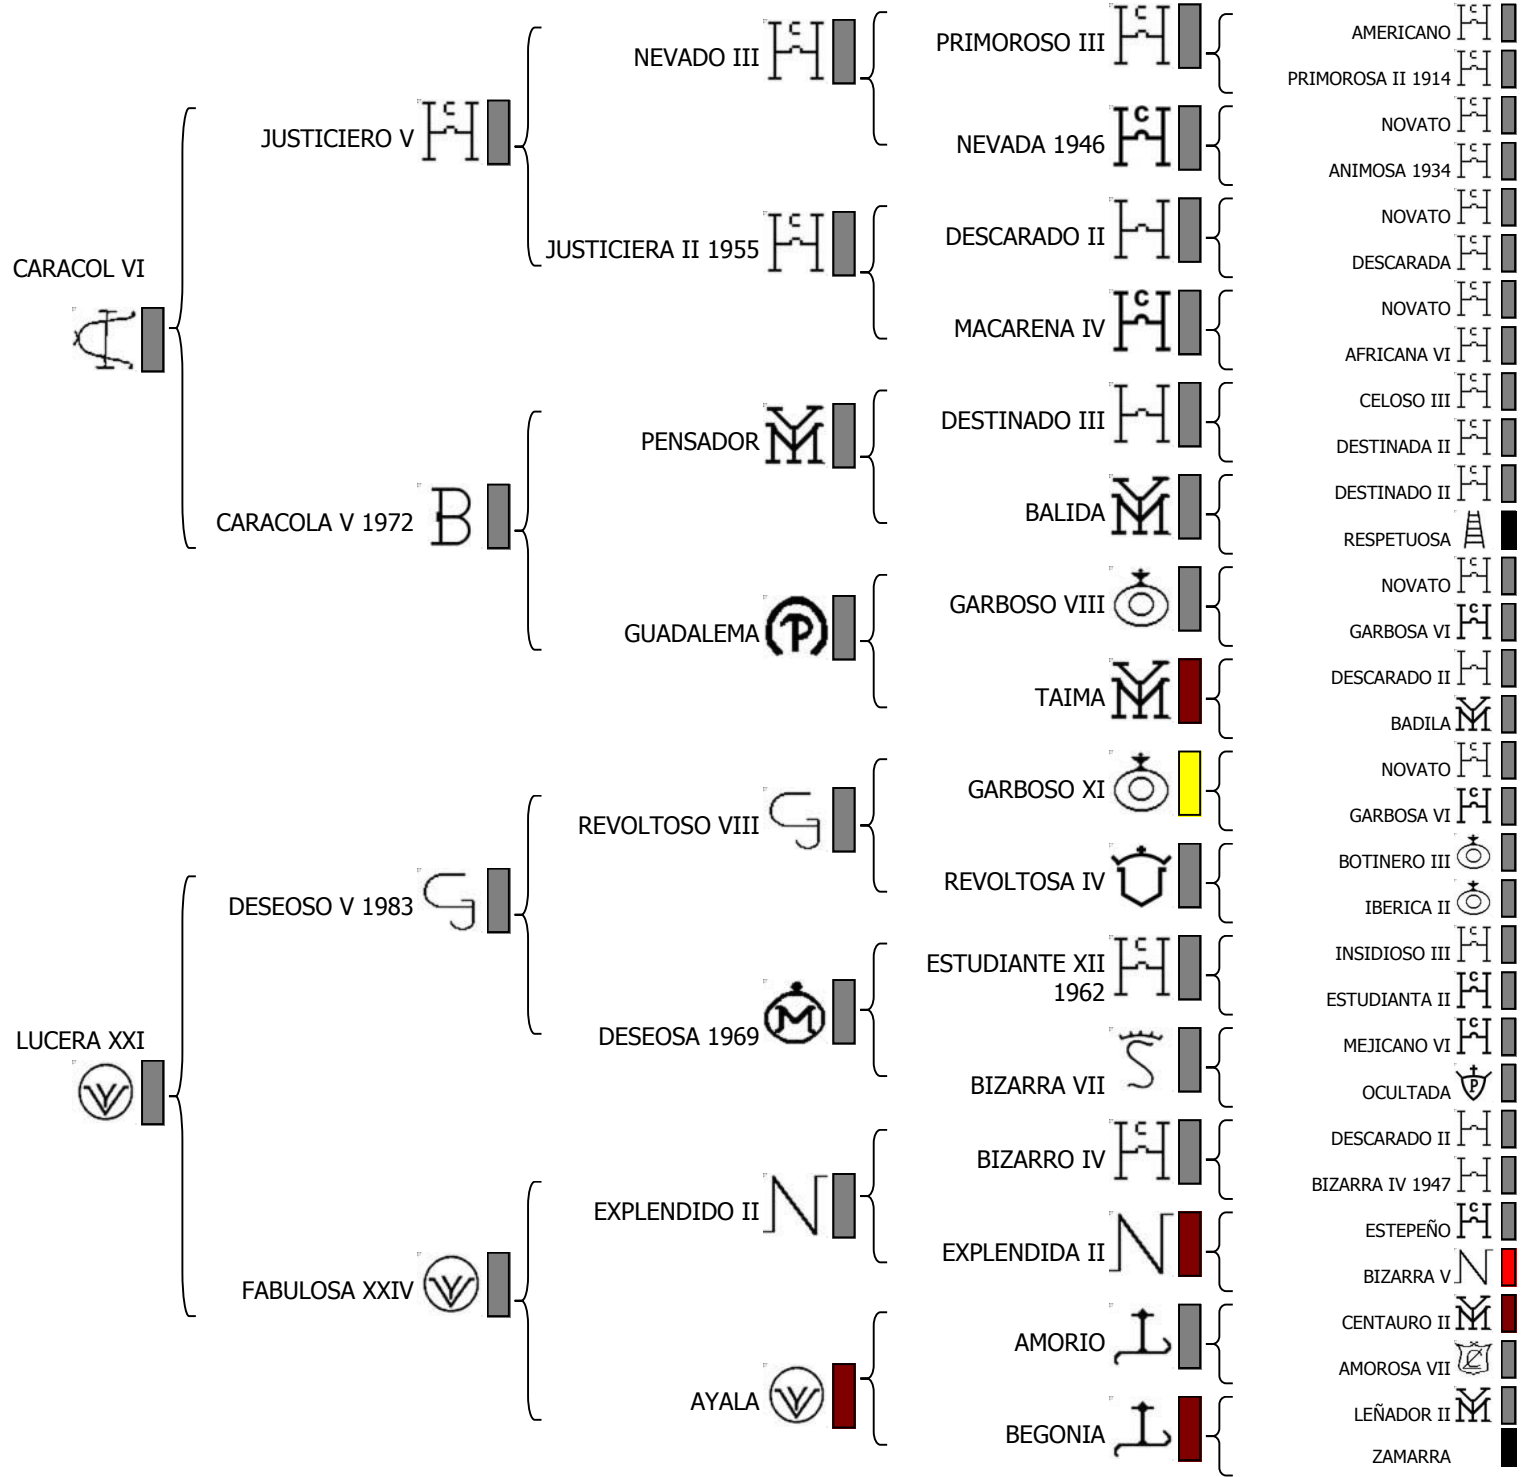 CARACOL VI
LUCERA XXI
JUSTICIERO V
CARACOLA V 1972
DESEOSO V 1983
FABULOSA XXIV
NEVADO III
JUSTICIERA II 1955
PENSADOR
GUADALEMA
REVOLTOSO VIII
DESEOSA 1969
EXPLENDIDO II
AYALA
PRIMOROSO III
NEVADA 1946
DESCARADO II
MACARENA IV
DESTINADO III
BALIDA
GARBOSO VIII
TAIMA
GARBOSO XI
REVOLTOSA IV
ESTUDIANTE XII
1962
BIZARRA VII
BIZARRO IV
EXPLENDIDA II
AMORIO
BEGONIA
AMERICANO
PRIMOROSA II 1914
NOVATO
ANIMOSA 1934
NOVATO
DESCARADA
NOVATO
AFRICANA VI
CELOSO III
DESTINADA II
DESTINADO II
RESPETUOSA
NOVATO
GARBOSA VI
DESCARADO II
BADILA
NOVATO
GARBOSA VI
BOTINERO III
IBERICA II
INSIDIOSO III
ESTUDIANTA II
MEJICANO VI
OCULTADA
DESCARADO II
BIZARRA IV 1947
ESTEPEÑO
BIZARRA V
CENTAURO II
AMOROSA VII
LEÑADOR II
ZAMARRA